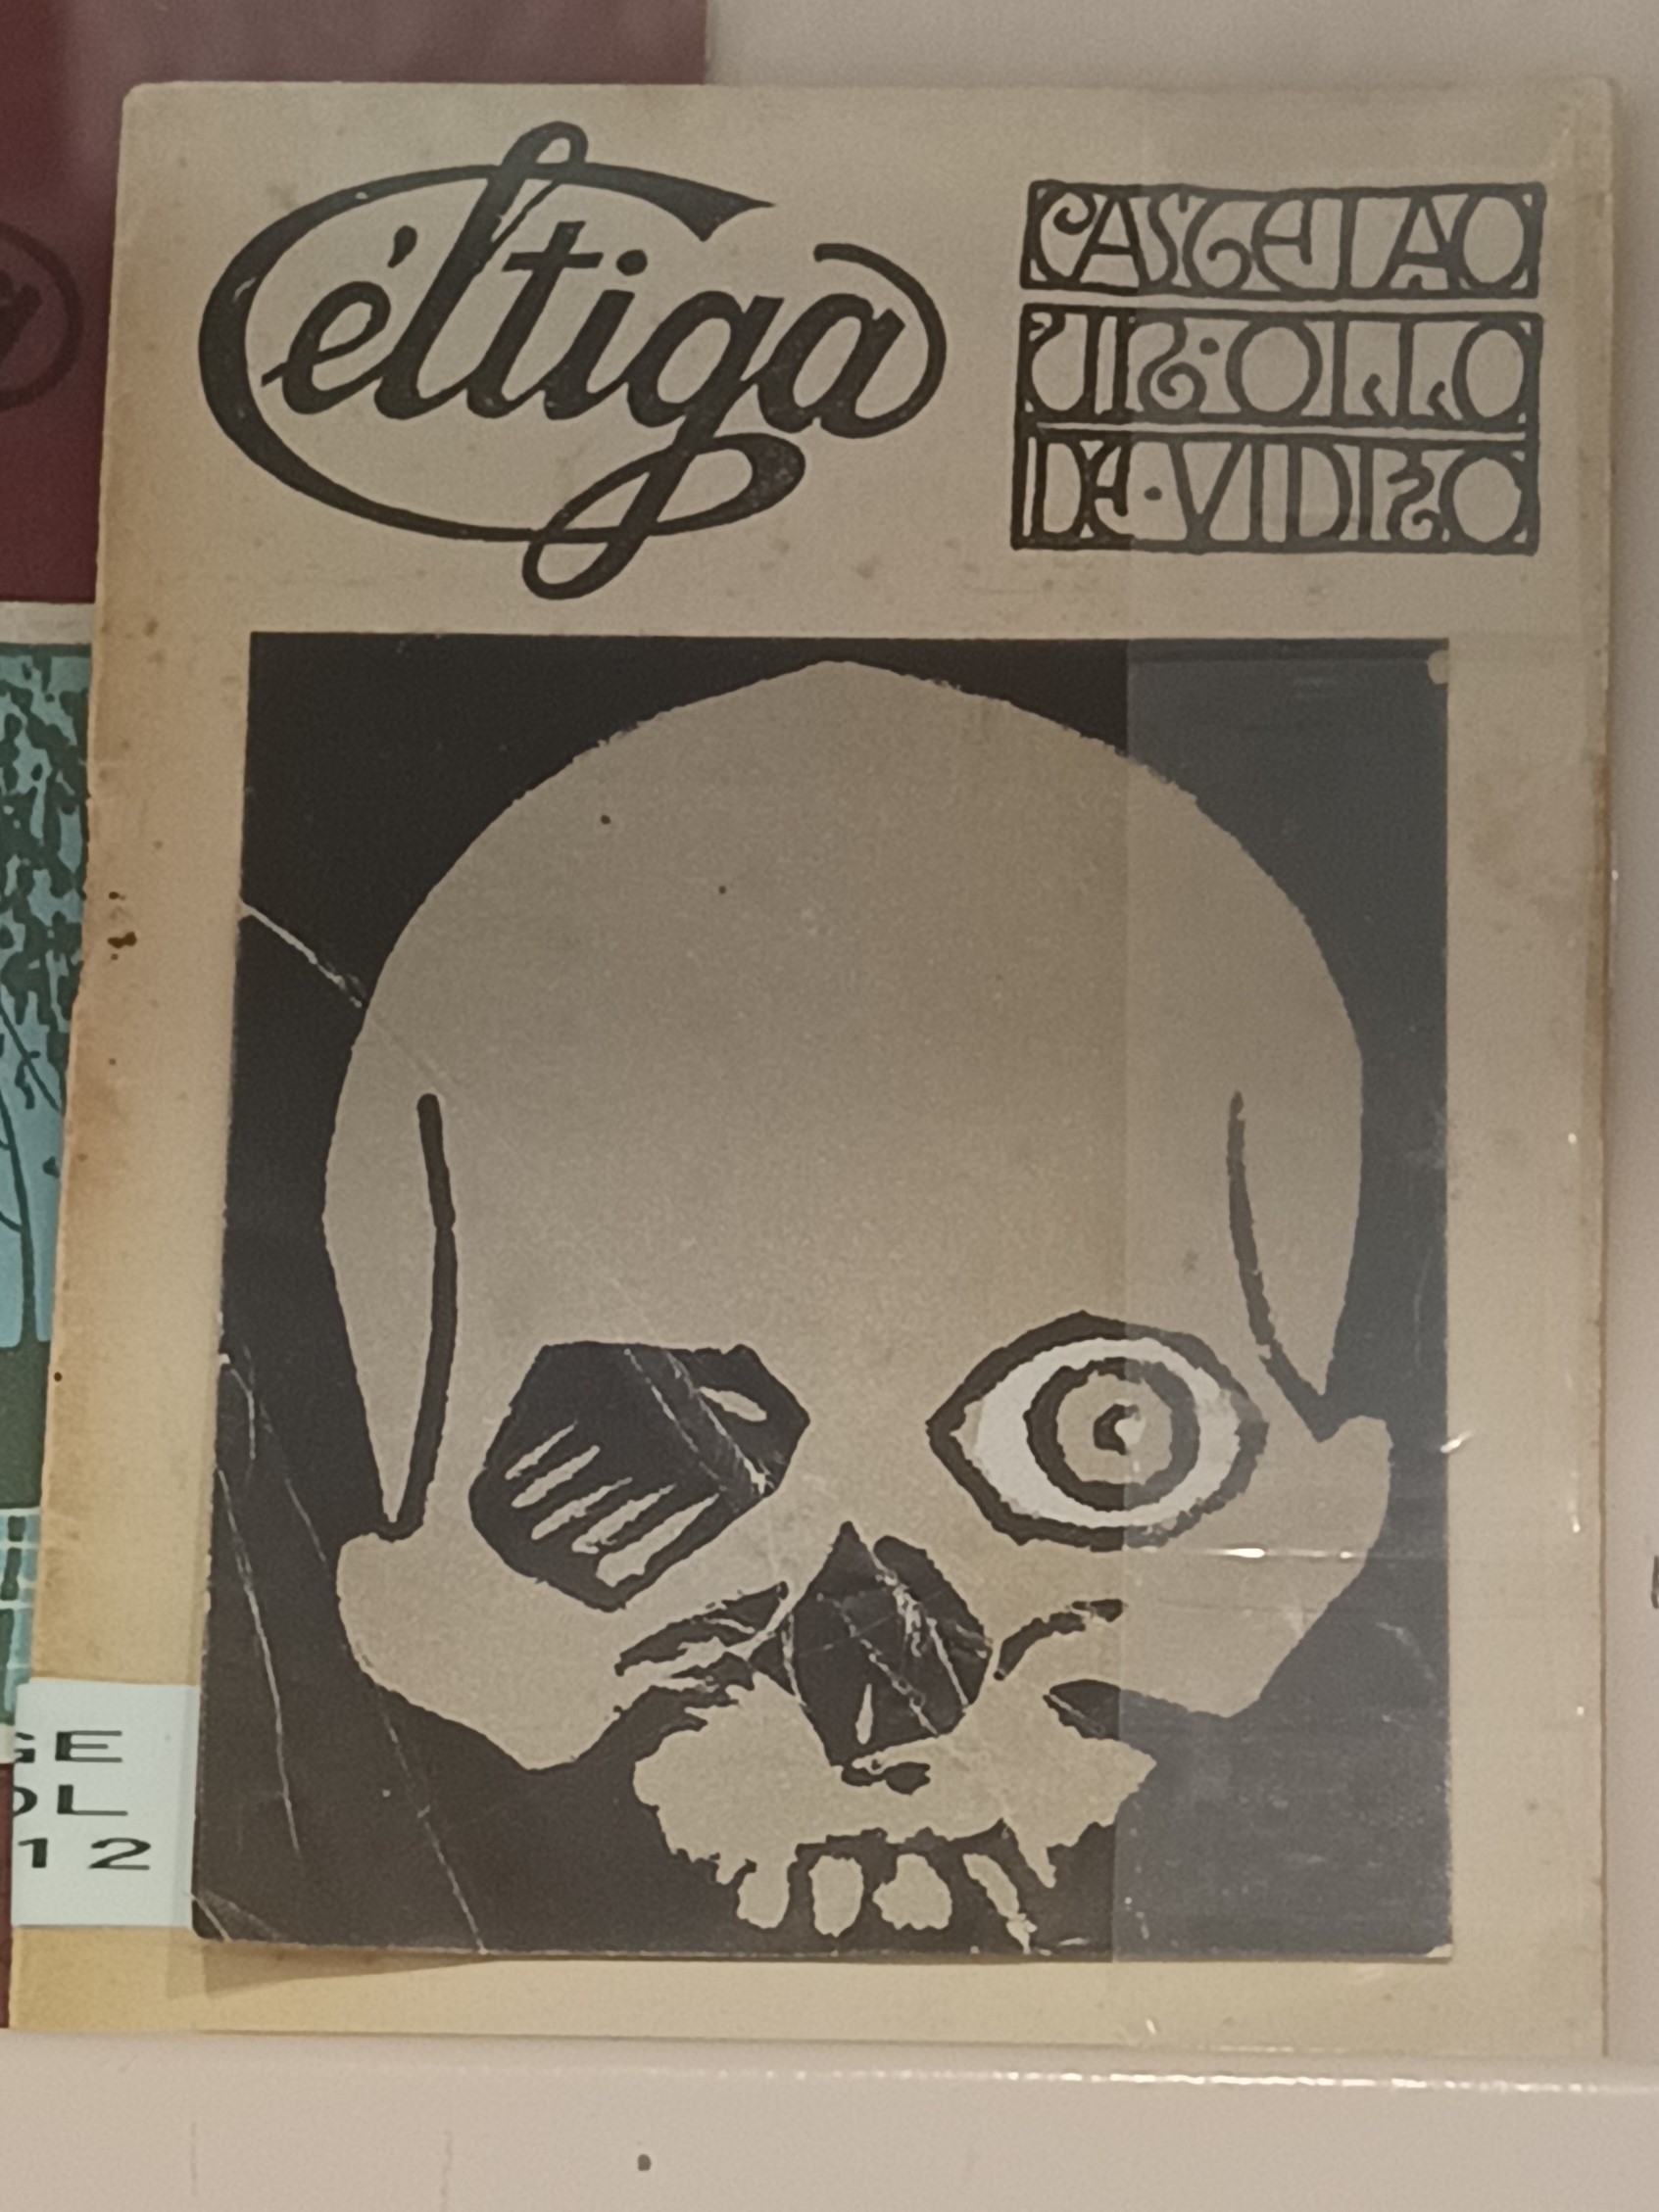 Céltiga
CASTELAO
UN·OLLO
DE·VIDRO
GE
OL
12